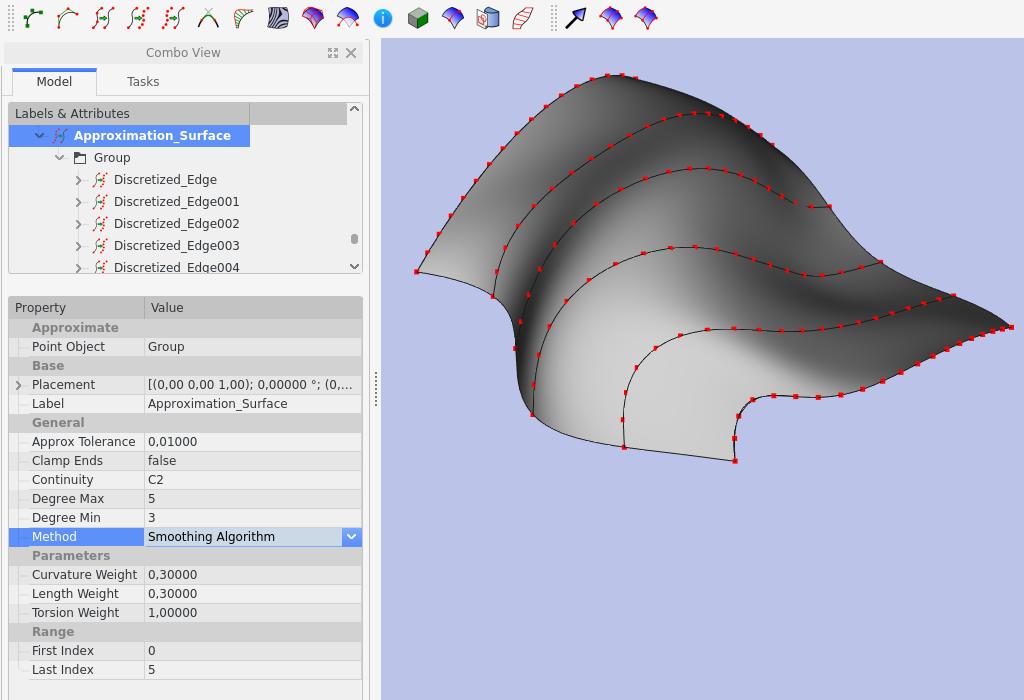 Combo View
Model Tasks
Labels & Attributes
Approximation_Surface
Group
Discretized_Edge
Discretized_Edge001
Discretized_Edge002
Discretized_Edge003
Discretized_Edge004
Property Value
Approximate
Point Object Group
Base
Placement [(0,00 0,00 1,00); 0,00000 °; (0,...
Label Approximation_Surface
General
Approx Tolerance 0,01000
Clamp Ends false
Continuity C2
Degree Max 5
Degree Min 3
Method Smoothing Algorithm
Parameters
Curvature Weight 0,30000
Length Weight 0,30000
Torsion Weight 1,00000
Range
First Index 0
Last Index 5